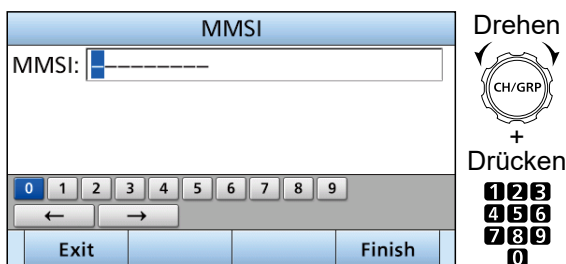 MMSI
Drehen
MMSI: –––––––––
CH/GRP
+
Drücken
0 1 2 3 4 5 6 7 8 9
← →
Exit Finish
1 2 3
4 5 6
7 8 9
0